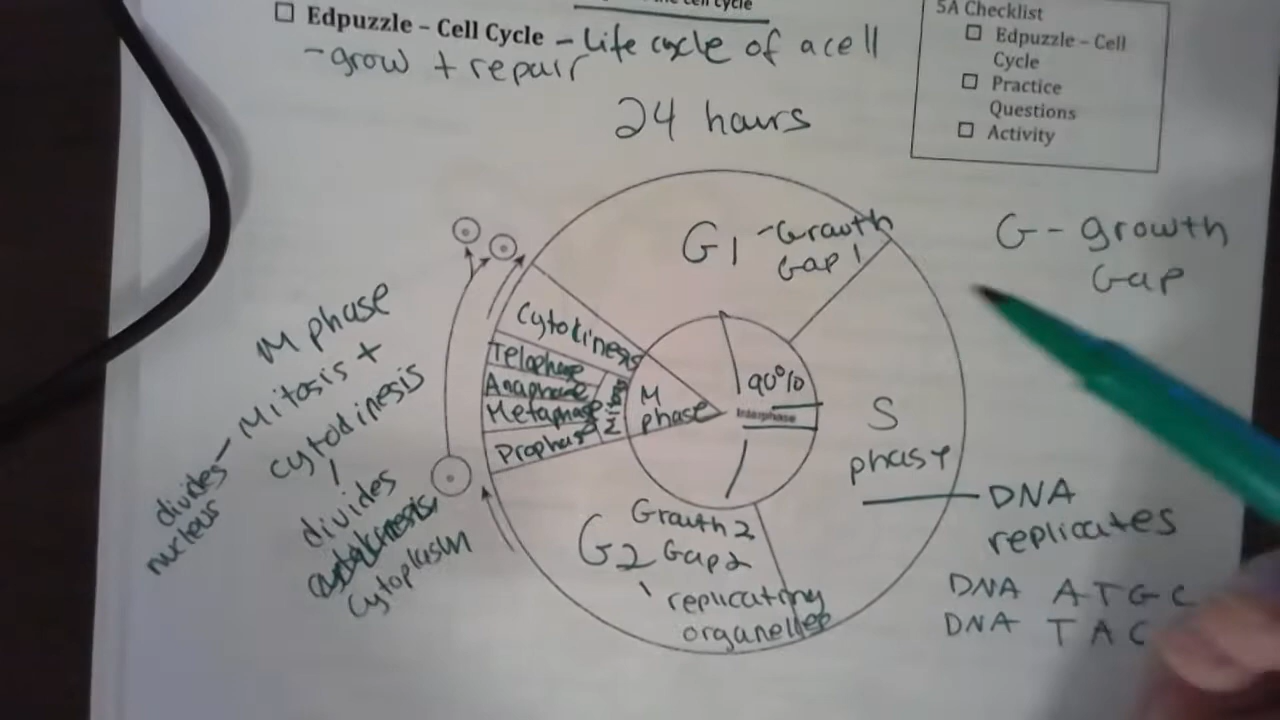 cell cycle
Edpuzzle – Cell Cycle – Life cycle of a cell
- grow + repair
24 hours
5A Checklist
Edpuzzle – Cell
Cycle
Practice
Questions
Activity
G1 - Growth
Gap 1
G - growth
Gap
Cytokinesis
Telophase
Anaphase
Metaphase
Prophase
M
phase
90%
Interphase
S
phase
DNA
replicates
DNA A T G C
DNA T A C
Growth 2
G2 Gap 2
replicating
organelles
M phase
Mitosis +
cytokinesis
divides
nucleus
divides
cytoplasm